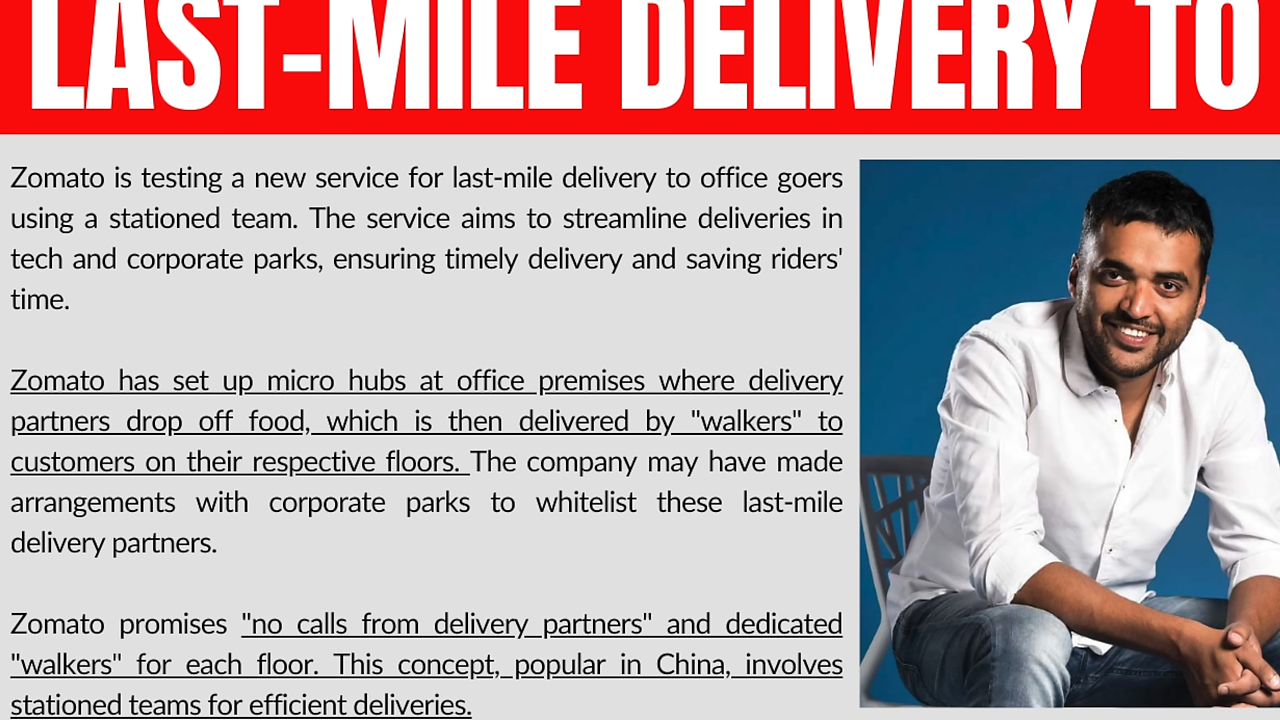 LAST-MILE DELIVERY TO
Zomato is testing a new service for last-mile delivery to office goers
using a stationed team. The service aims to streamline deliveries in
tech and corporate parks, ensuring timely delivery and saving riders'
time.
Zomato has set up micro hubs at office premises where delivery
partners drop off food, which is then delivered by "walkers" to
customers on their respective floors. The company may have made
arrangements with corporate parks to whitelist these last-mile
delivery partners.
Zomato promises "no calls from delivery partners" and dedicated
"walkers" for each floor. This concept, popular in China, involves
stationed teams for efficient deliveries.